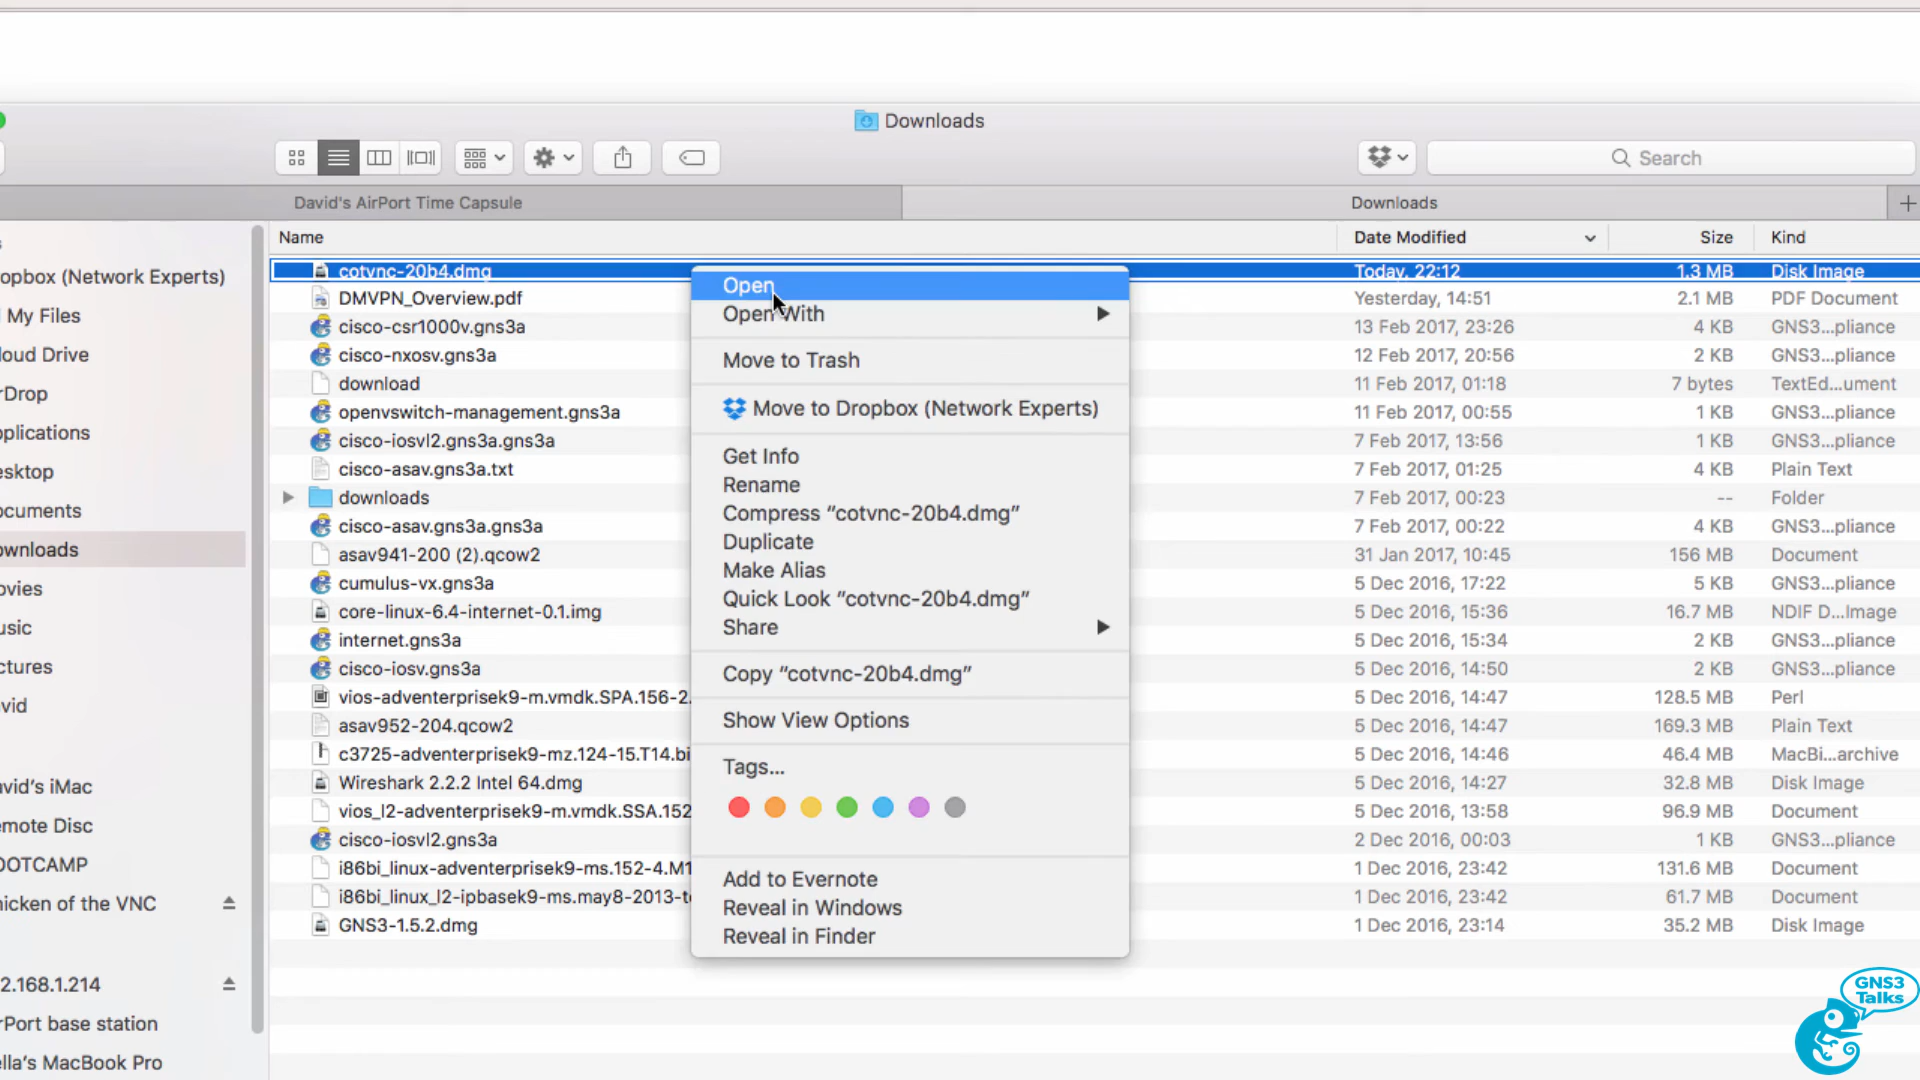 Downloads
Search
David's AirPort Time Capsule
Downloads
Name
Date Modified
Size
Kind
opbox (Network Experts)
My Files
loud Drive
rDrop
pplications
esktop
ocuments
ownloads
ovies
usic
ctures
avid
avid's iMac
emote Disc
OOTCAMP
hicken of the VNC
2.168.1.214
rPort base station
ella's MacBook Pro
cotvnc-20b4.dmg Today, 22:12 1.3 MB Disk Image
DMVPN_Overview.pdf Yesterday, 14:51 2.1 MB PDF Document
cisco-csr1000v.gns3a 13 Feb 2017, 23:26 4 KB GNS3...pliance
cisco-nxosv.gns3a 12 Feb 2017, 20:56 2 KB GNS3...pliance
download 11 Feb 2017, 01:18 7 bytes TextEd...ument
openvswitch-management.gns3a 11 Feb 2017, 00:55 1 KB GNS3...pliance
cisco-iosvl2.gns3a.gns3a 7 Feb 2017, 13:56 1 KB GNS3...pliance
cisco-asav.gns3a.txt 7 Feb 2017, 01:25 4 KB Plain Text
downloads 7 Feb 2017, 00:23 -- Folder
cisco-asav.gns3a.gns3a 7 Feb 2017, 00:22 4 KB GNS3...pliance
asav941-200 (2).qcow2 31 Jan 2017, 10:45 156 MB Document
cumulus-vx.gns3a 5 Dec 2016, 17:22 5 KB GNS3...pliance
core-linux-6.4-internet-0.1.img 5 Dec 2016, 15:36 16.7 MB NDIF D...Image
internet.gns3a 5 Dec 2016, 15:34 2 KB GNS3...pliance
cisco-iosv.gns3a 5 Dec 2016, 14:50 2 KB GNS3...pliance
vios-adventerprisek9-m.vmdk.SPA.156-2. 5 Dec 2016, 14:47 128.5 MB Perl
asav952-204.qcow2 5 Dec 2016, 14:47 169.3 MB Plain Text
c3725-adventerprisek9-mz.124-15.T14.bi 5 Dec 2016, 14:46 46.4 MB MacBi...archive
Wireshark 2.2.2 Intel 64.dmg 5 Dec 2016, 14:27 32.8 MB Disk Image
vios_l2-adventerprisek9-m.vmdk.SSA.152 5 Dec 2016, 13:58 96.9 MB Document
cisco-iosvl2.gns3a 2 Dec 2016, 00:03 1 KB GNS3...pliance
i86bi_linux-adventerprisek9-ms.152-4.M1 1 Dec 2016, 23:42 131.6 MB Document
i86bi_linux_l2-ipbasek9-ms.may8-2013-t 1 Dec 2016, 23:42 61.7 MB Document
GNS3-1.5.2.dmg 1 Dec 2016, 23:14 35.2 MB Disk Image
Open
Open With
Move to Trash
Move to Dropbox (Network Experts)
Get Info
Rename
Compress “cotvnc-20b4.dmg”
Duplicate
Make Alias
Quick Look “cotvnc-20b4.dmg”
Share
Copy “cotvnc-20b4.dmg”
Show View Options
Tags...
Add to Evernote
Reveal in Windows
Reveal in Finder
GNS3
Talks